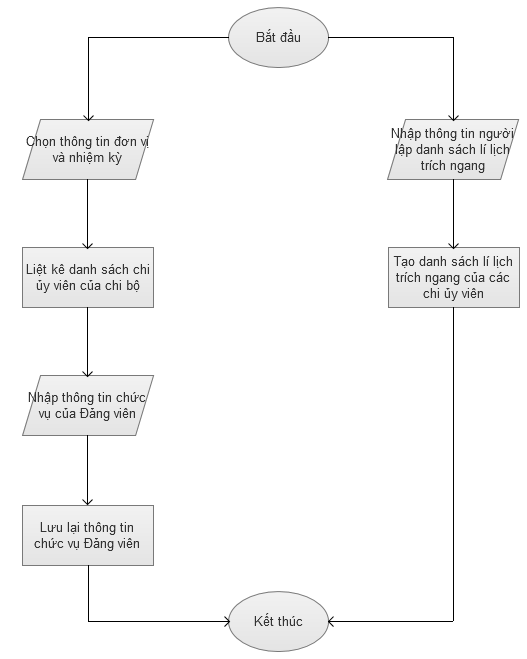 Bắt đầu
Chọn thông tin đơn vị
và nhiệm kỳ
Nhập thông tin người
lập danh sách lí lịch
trích ngang
Liệt kê danh sách chi
ủy viên của chi bộ
Tạo danh sách lí lịch
trích ngang của các
chi ủy viên
Nhập thông tin chức
vụ của Đảng viên
Lưu lại thông tin
chức vụ Đảng viên
Kết thúc